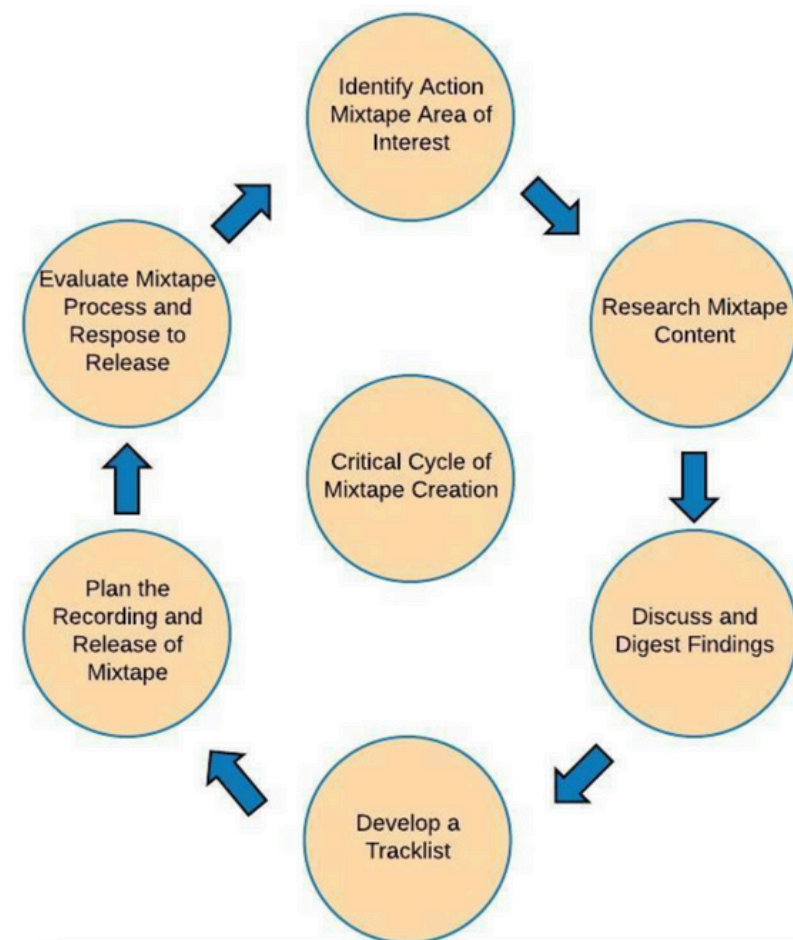 Identify Action
Mixtape Area of
Interest
Research Mixtape
Content
Discuss and
Digest Findings
Develop a
Tracklist
Plan the
Recording and
Release of
Mixtape
Evaluate Mixtape
Process and
Respose to
Release
Critical Cycle of
Mixtape Creation